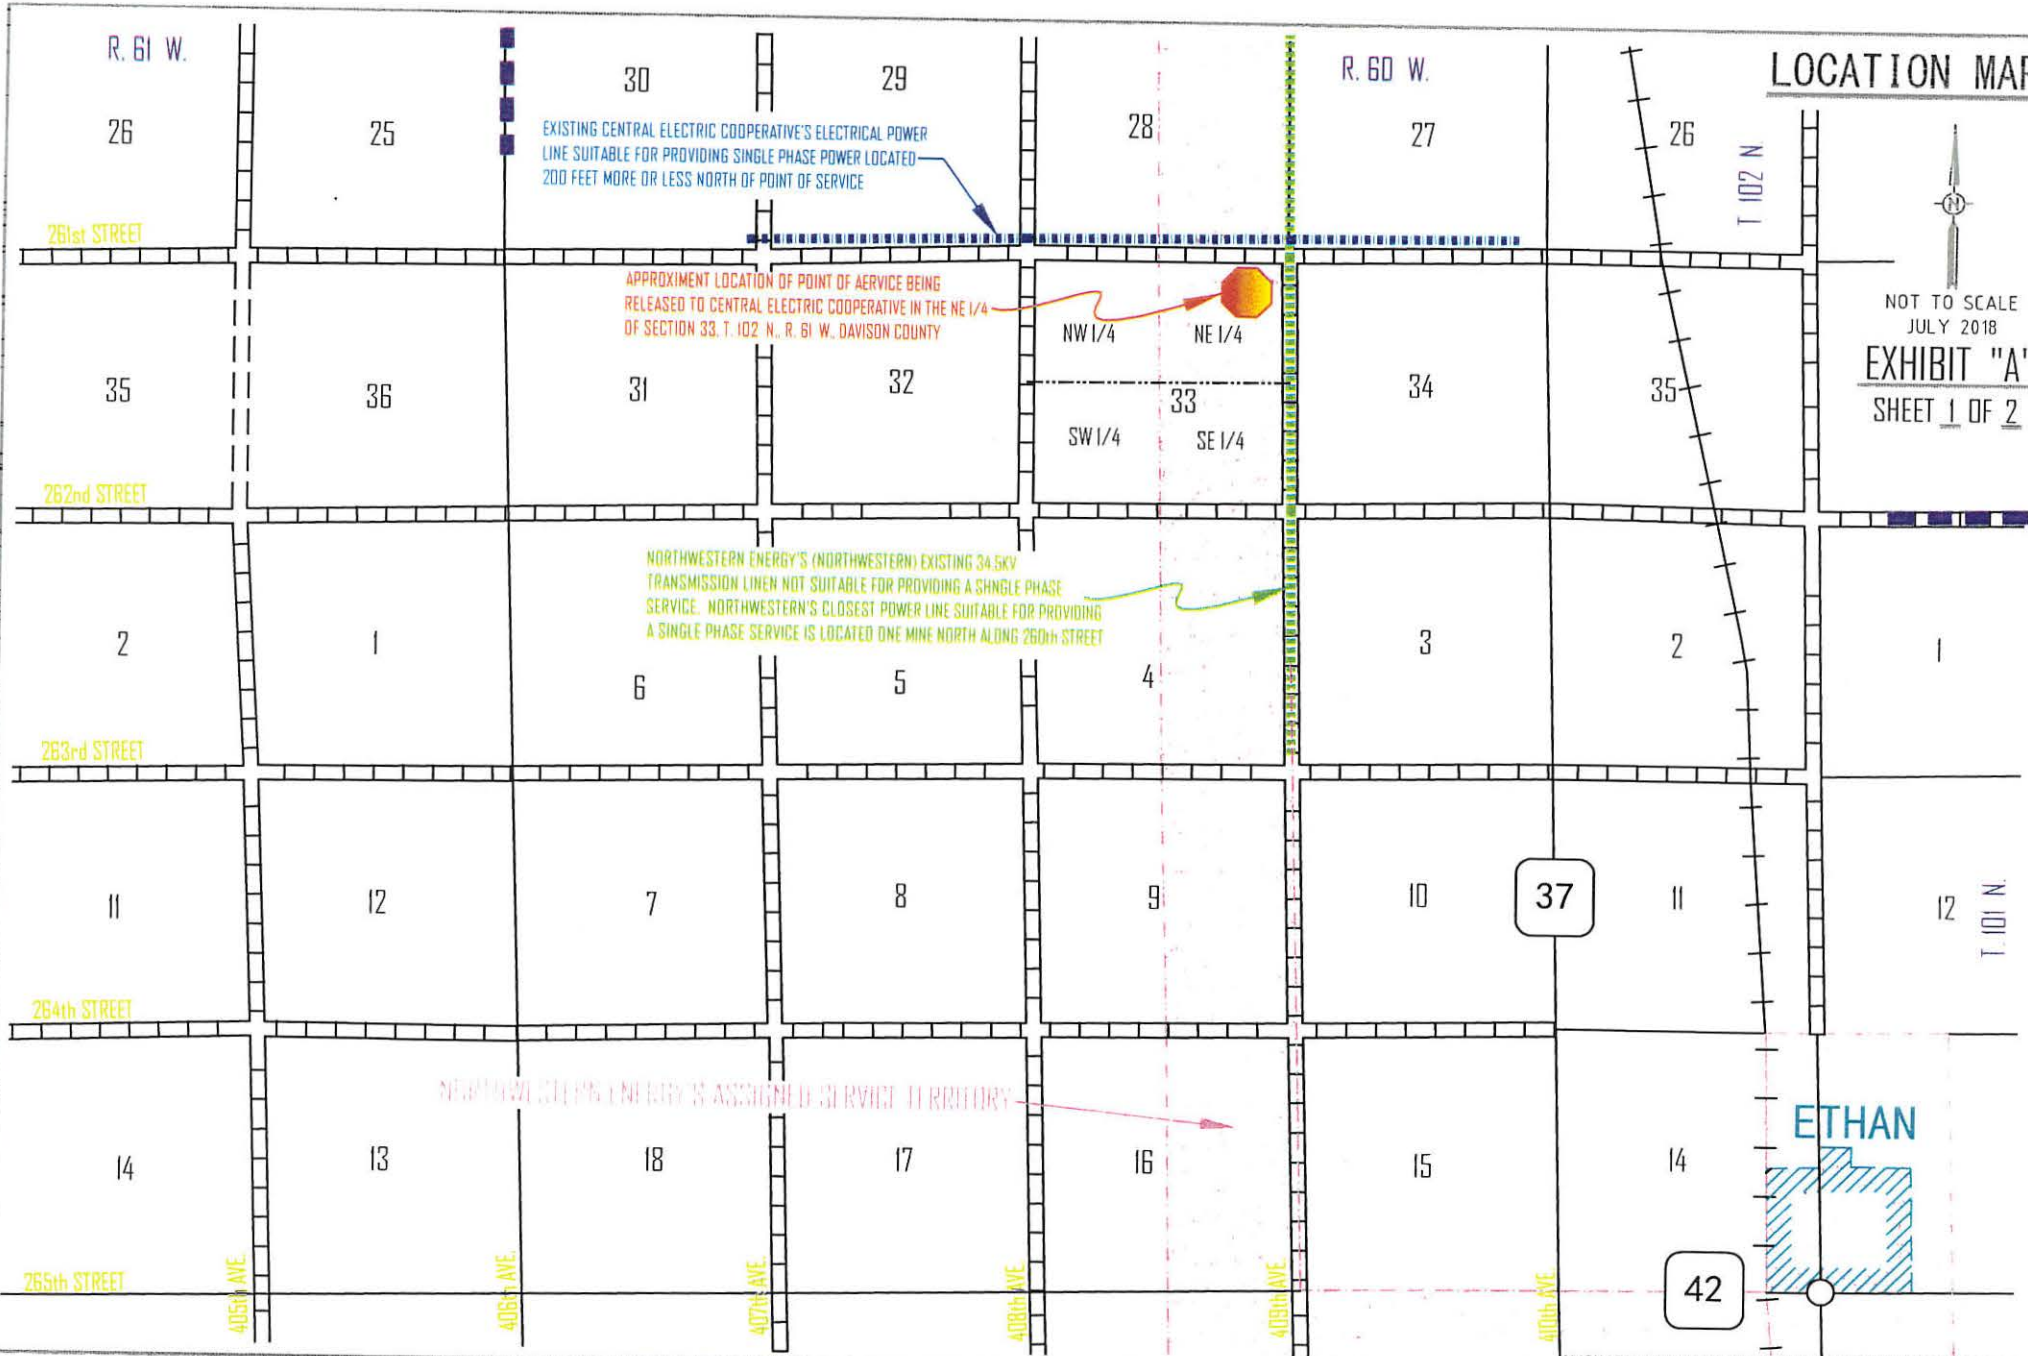 R. 61 W.
R. 60 W.
LOCATION MAP
26
25
30
29
28
27
26
T 102 N.
EXISTING CENTRAL ELECTRIC COOPERATIVE'S ELECTRICAL POWER
LINE SUITABLE FOR PROVIDING SINGLE PHASE POWER LOCATED
200 FEET MORE OR LESS NORTH OF POINT OF SERVICE
N
261st STREET
APPROXIMENT LOCATION OF POINT OF AERVICE BEING
RELEASED TO CENTRAL ELECTRIC COOPERATIVE IN THE NE 1/4
OF SECTION 33, T. 102 N., R. 61 W., DAVISON COUNTY
NOT TO SCALE
JULY 2018
EXHIBIT "A"
SHEET 1 OF 2
NW 1/4
NE 1/4
35
36
31
32
33
34
35
SW 1/4
SE 1/4
262nd STREET
NORTHWESTERN ENERGY'S (NORTHWESTERN) EXISTING 34.5KV
TRANSMISSION LINEN NOT SUITABLE FOR PROVIDING A SHNGLE PHASE
SERVICE. NORTHWESTERN'S CLOSEST POWER LINE SUITABLE FOR PROVIDING
A SINGLE PHASE SERVICE IS LOCATED ONE MINE NORTH ALONG 260th STREET
2
1
6
5
4
3
2
1
263rd STREET
11
12
7
8
9
10
37
11
12
T. 101 N.
264th STREET
NORTHWESTERN ENERGY'S ASSIGNED SERVICE TERRITORY
ETHAN
14
13
18
17
16
15
14
265th STREET
405th AVE.
406th AVE.
407th AVE.
408th AVE.
409th AVE.
410th AVE.
42